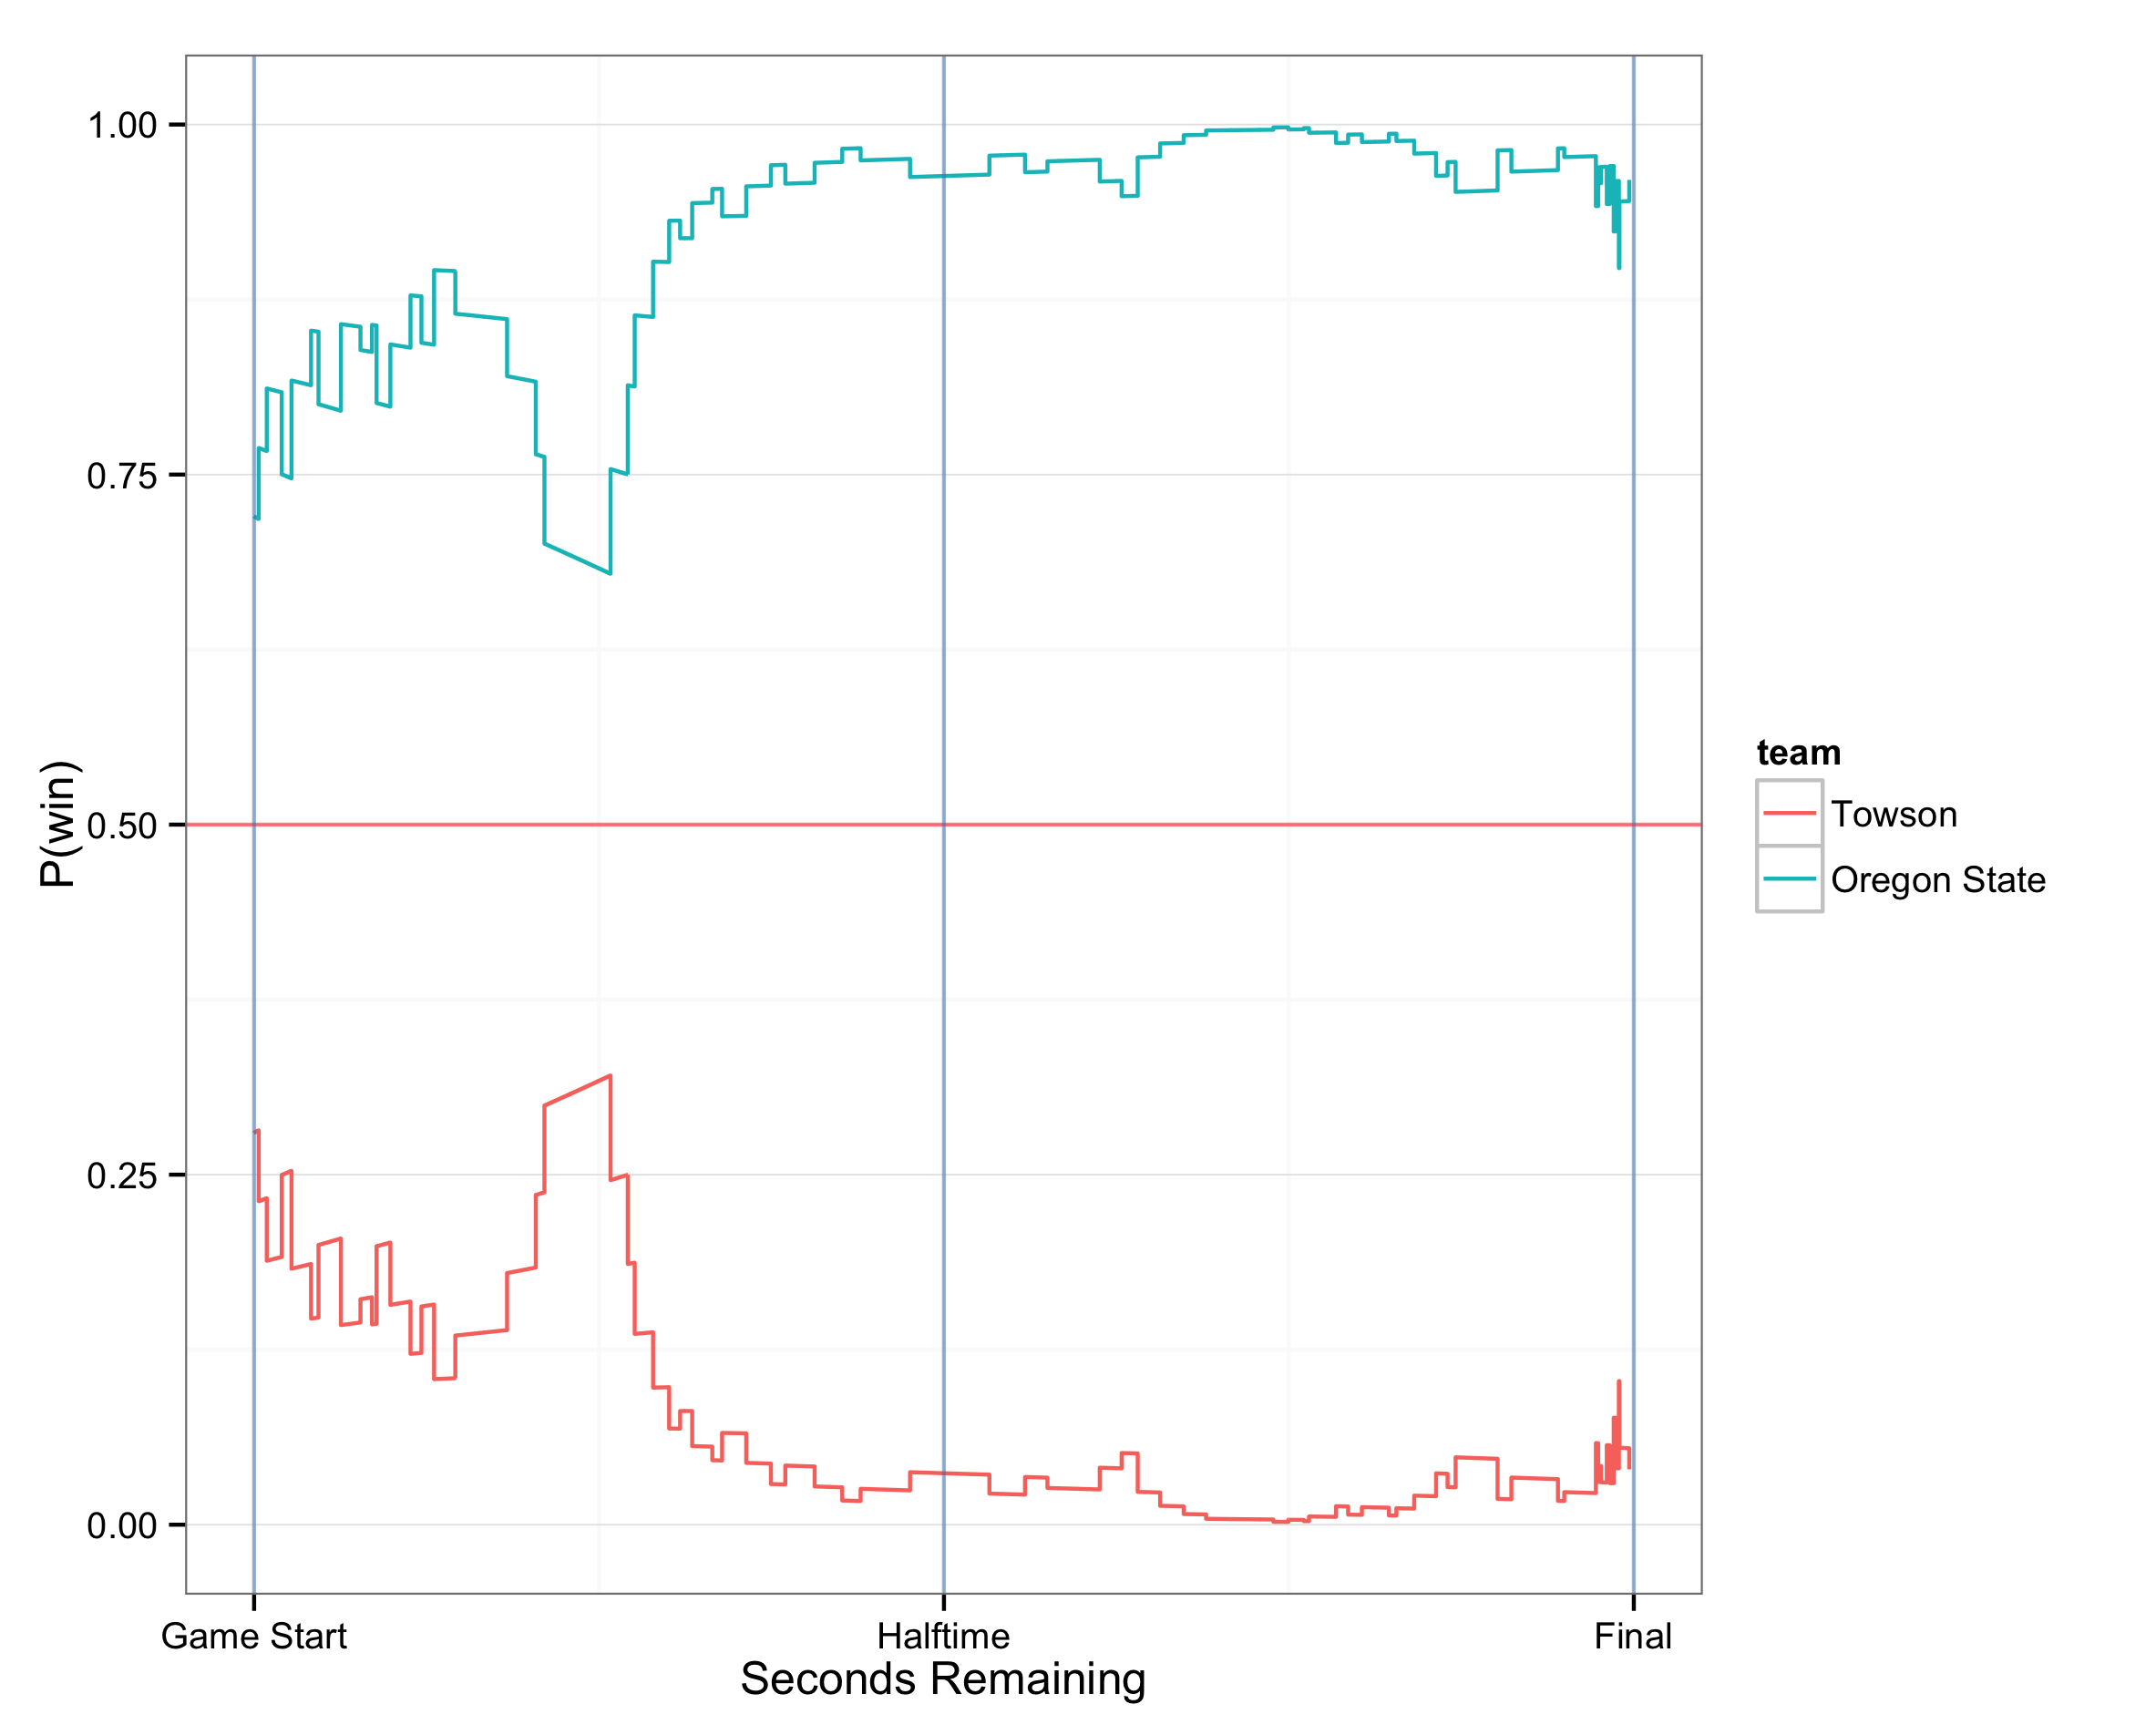 1.00
0.75
0.50
0.25
0.00
P(win)
Game Start
Halftime
Final
Seconds Remaining
team
Towson
Oregon State